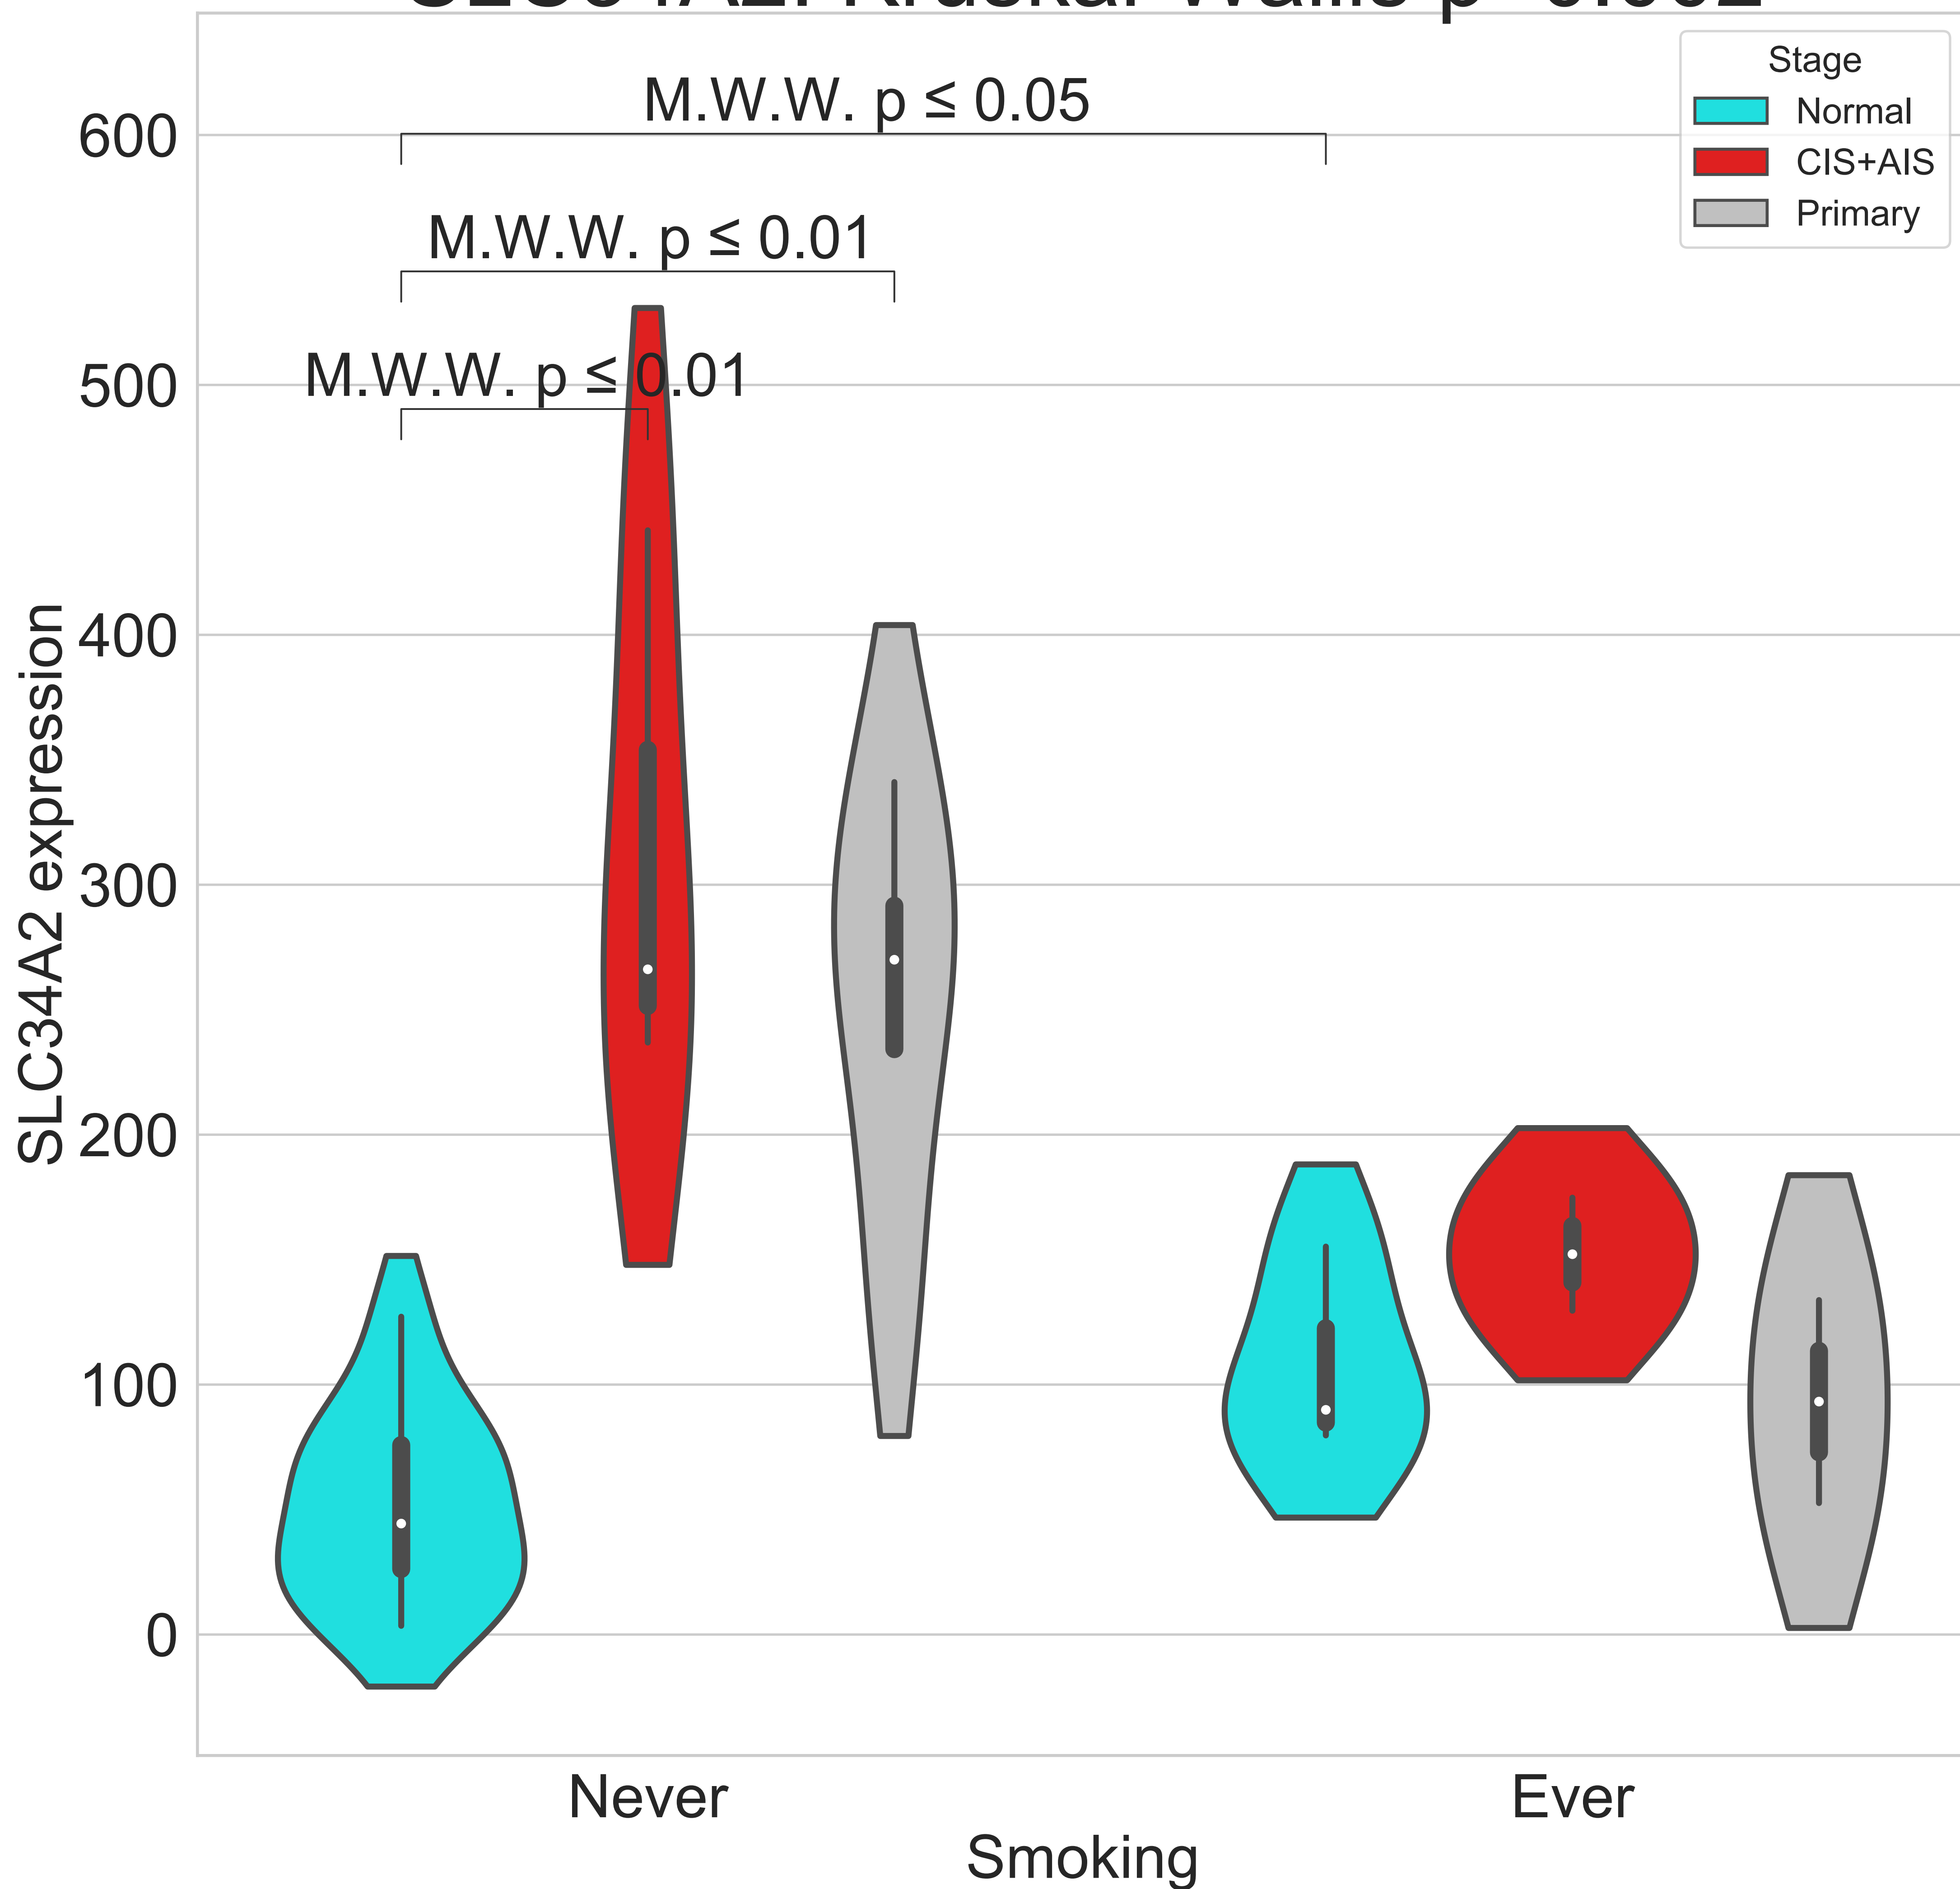 Stage
Normal
CIS+AIS
Primary
M.W.W. p ≤ 0.05
M.W.W. p ≤ 0.01
M.W.W. p ≤ 0.01
600
500
400
300
200
100
0
SLC34A2 expression
Never
Ever
Smoking